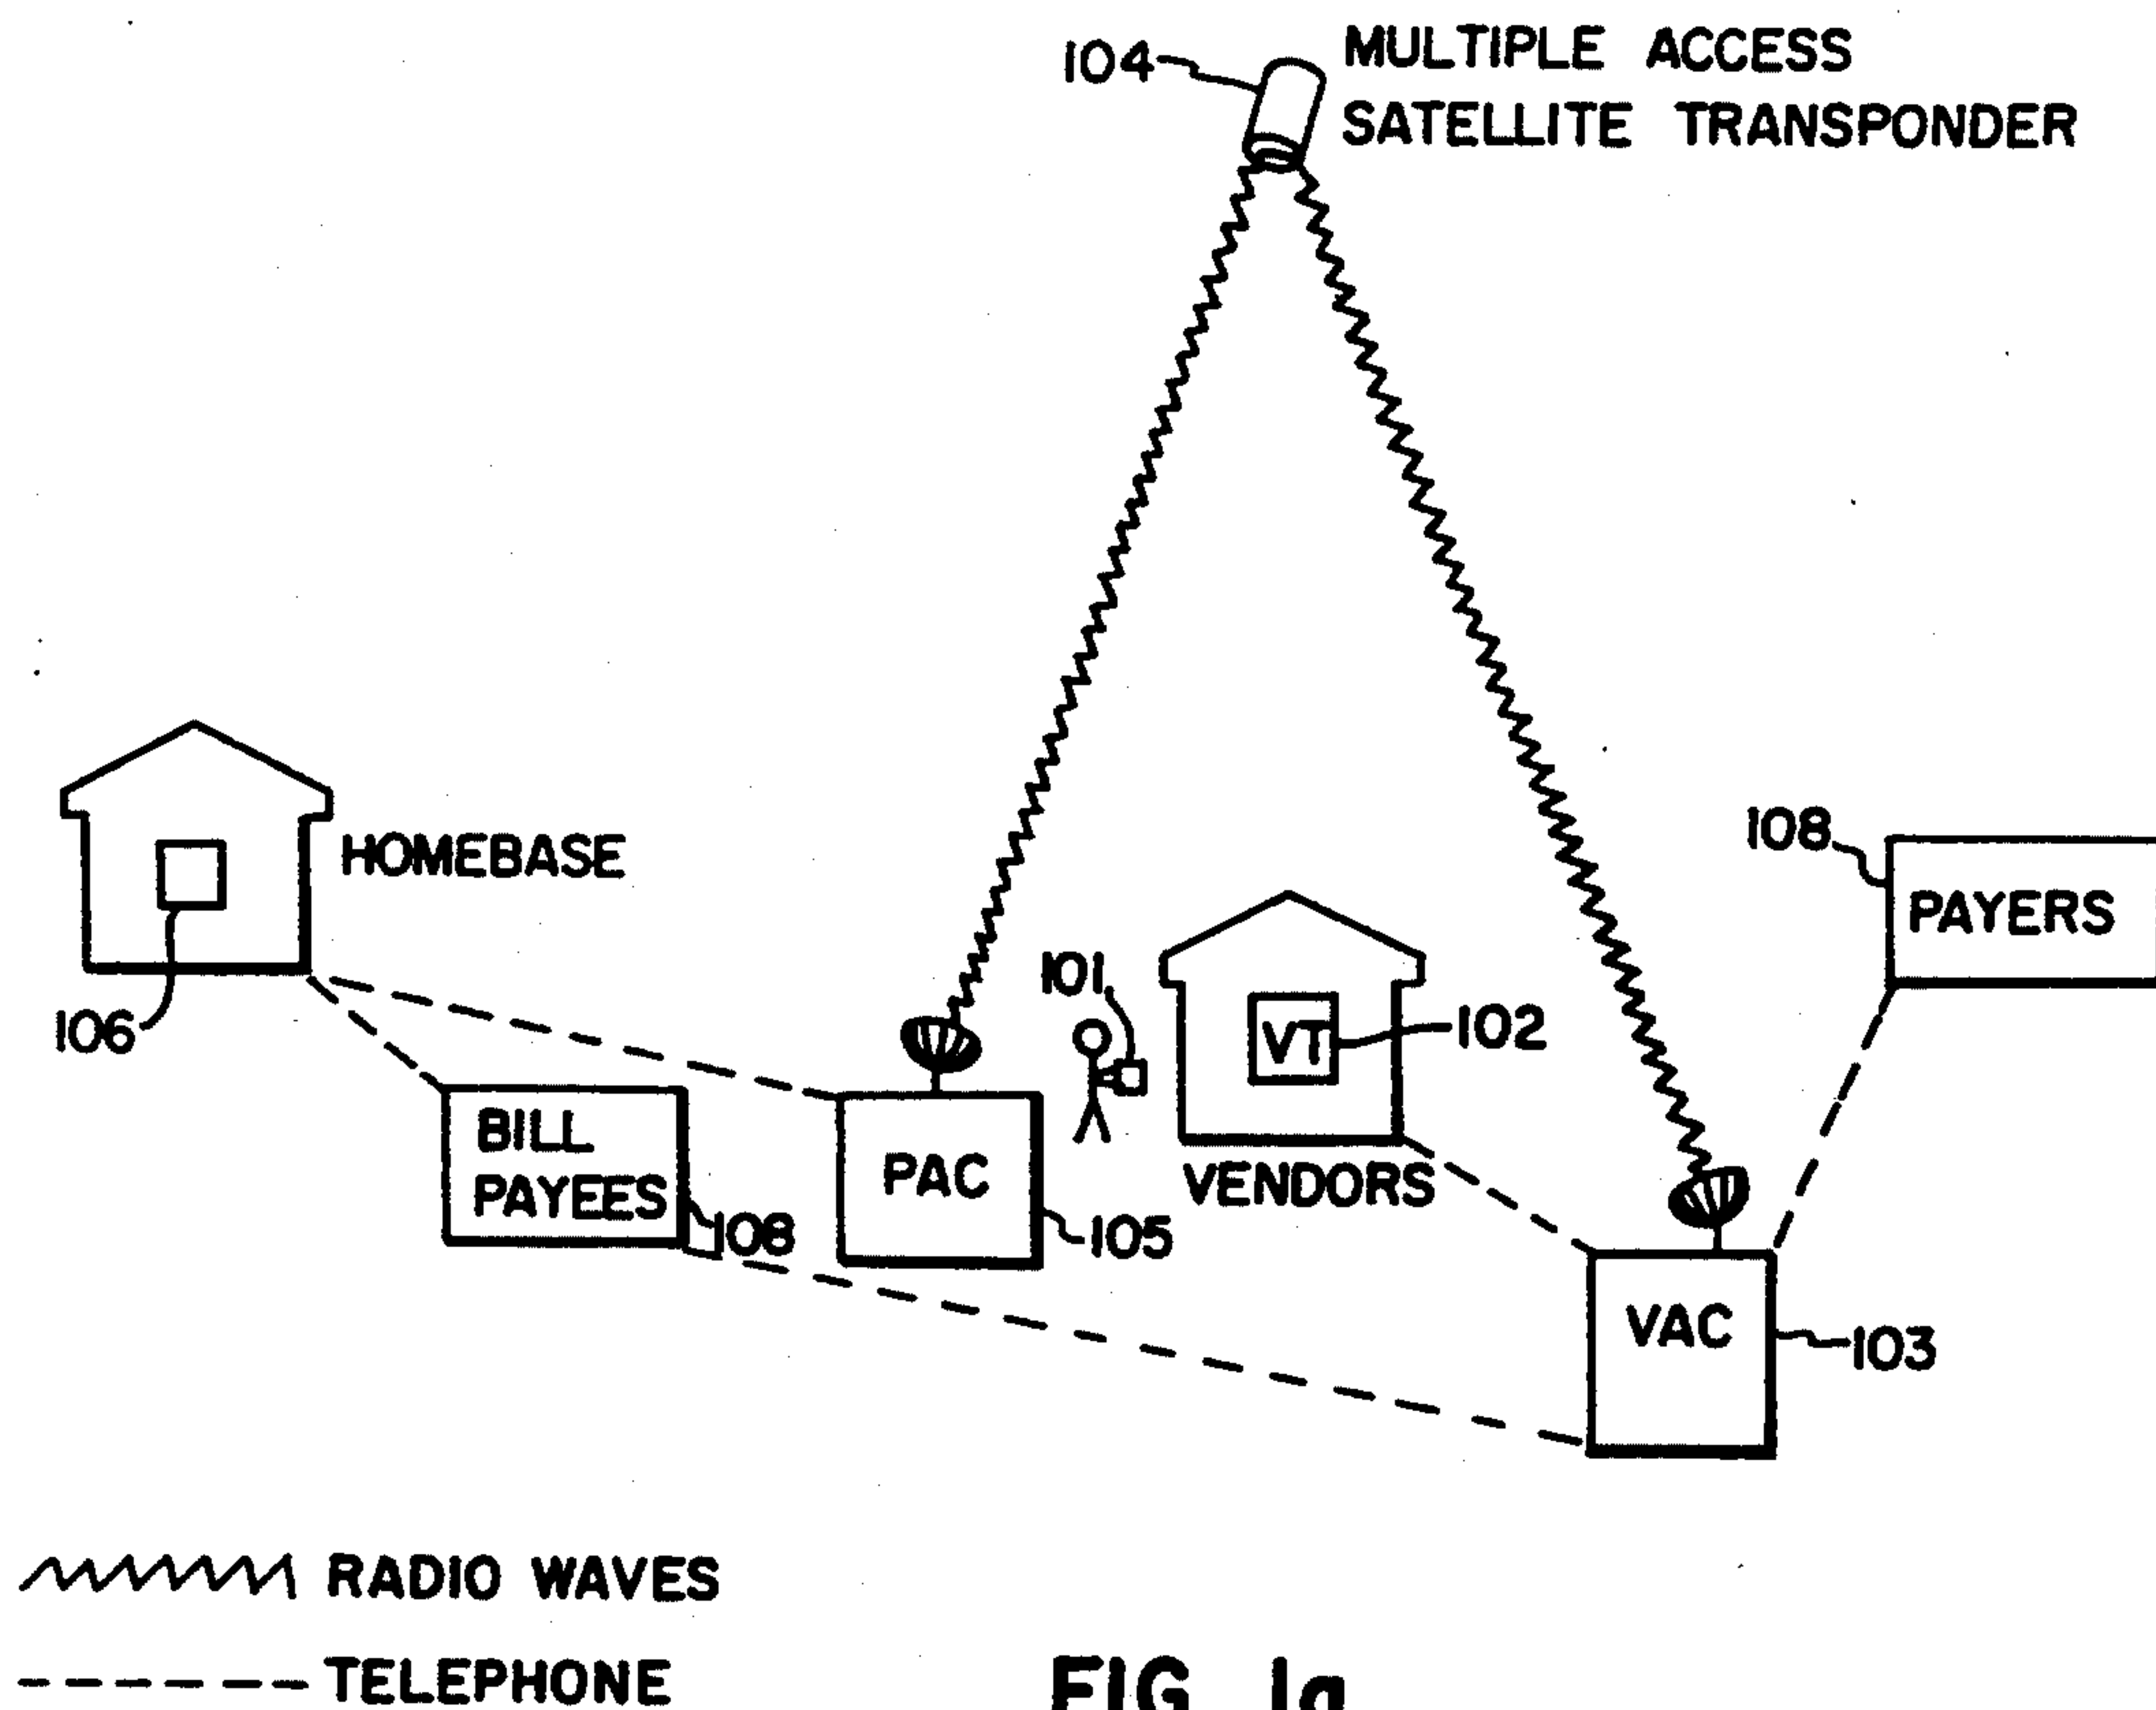 104
MULTIPLE ACCESS
SATELLITE TRANSPONDER
HOMEBASE
106
108
PAYERS
101
VT
102
BILL
PAYEES
108
PAC
105
VENDORS
VAC
103
RADIO WAVES
TELEPHONE
FIG 1a